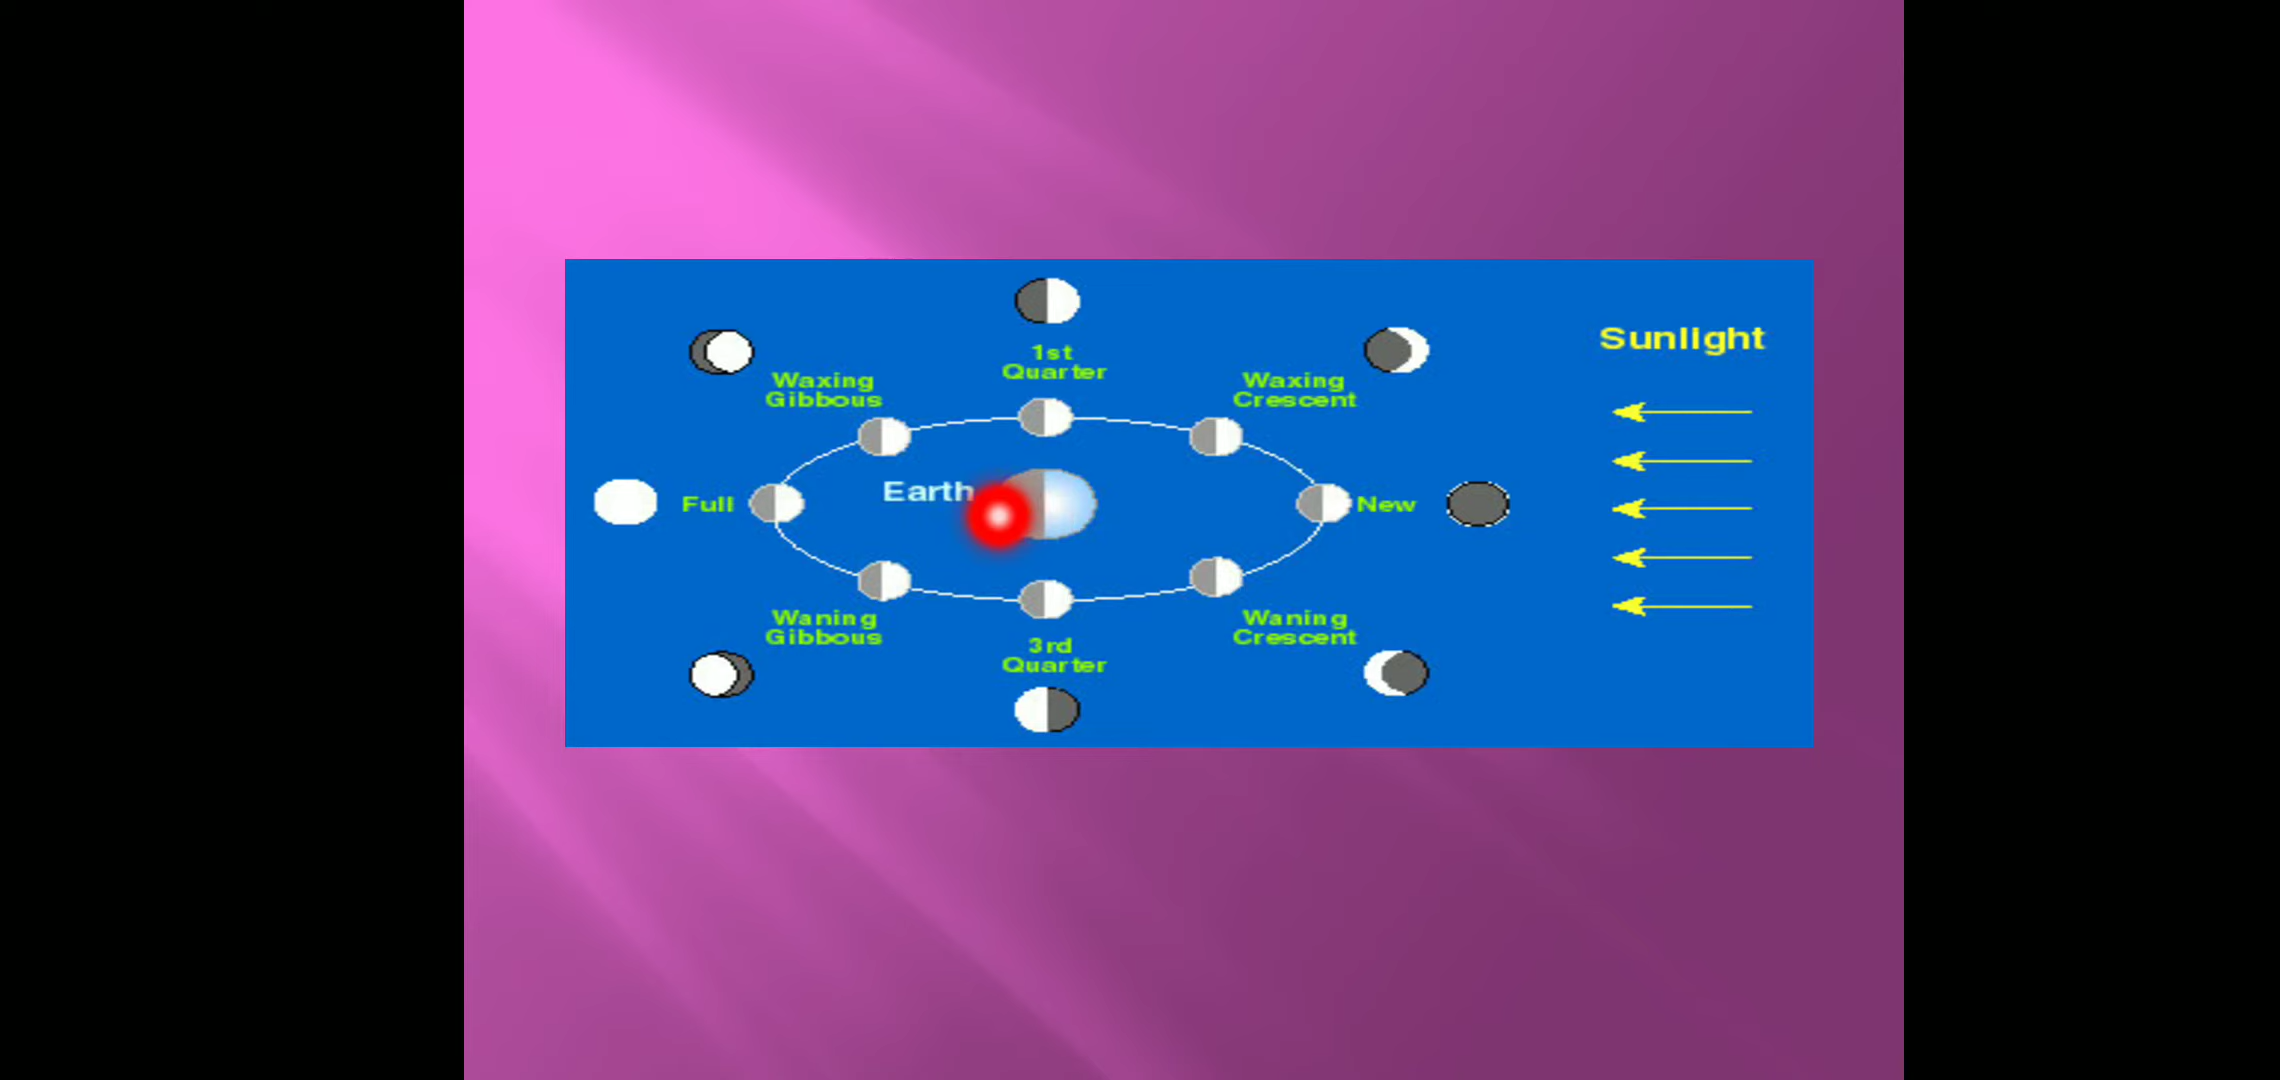 Sunlight
1st
Quarter
Waxing
Gibbous
Waxing
Crescent
Earth
Full
New
Waning
Gibbous
Waning
Crescent
3rd
Quarter